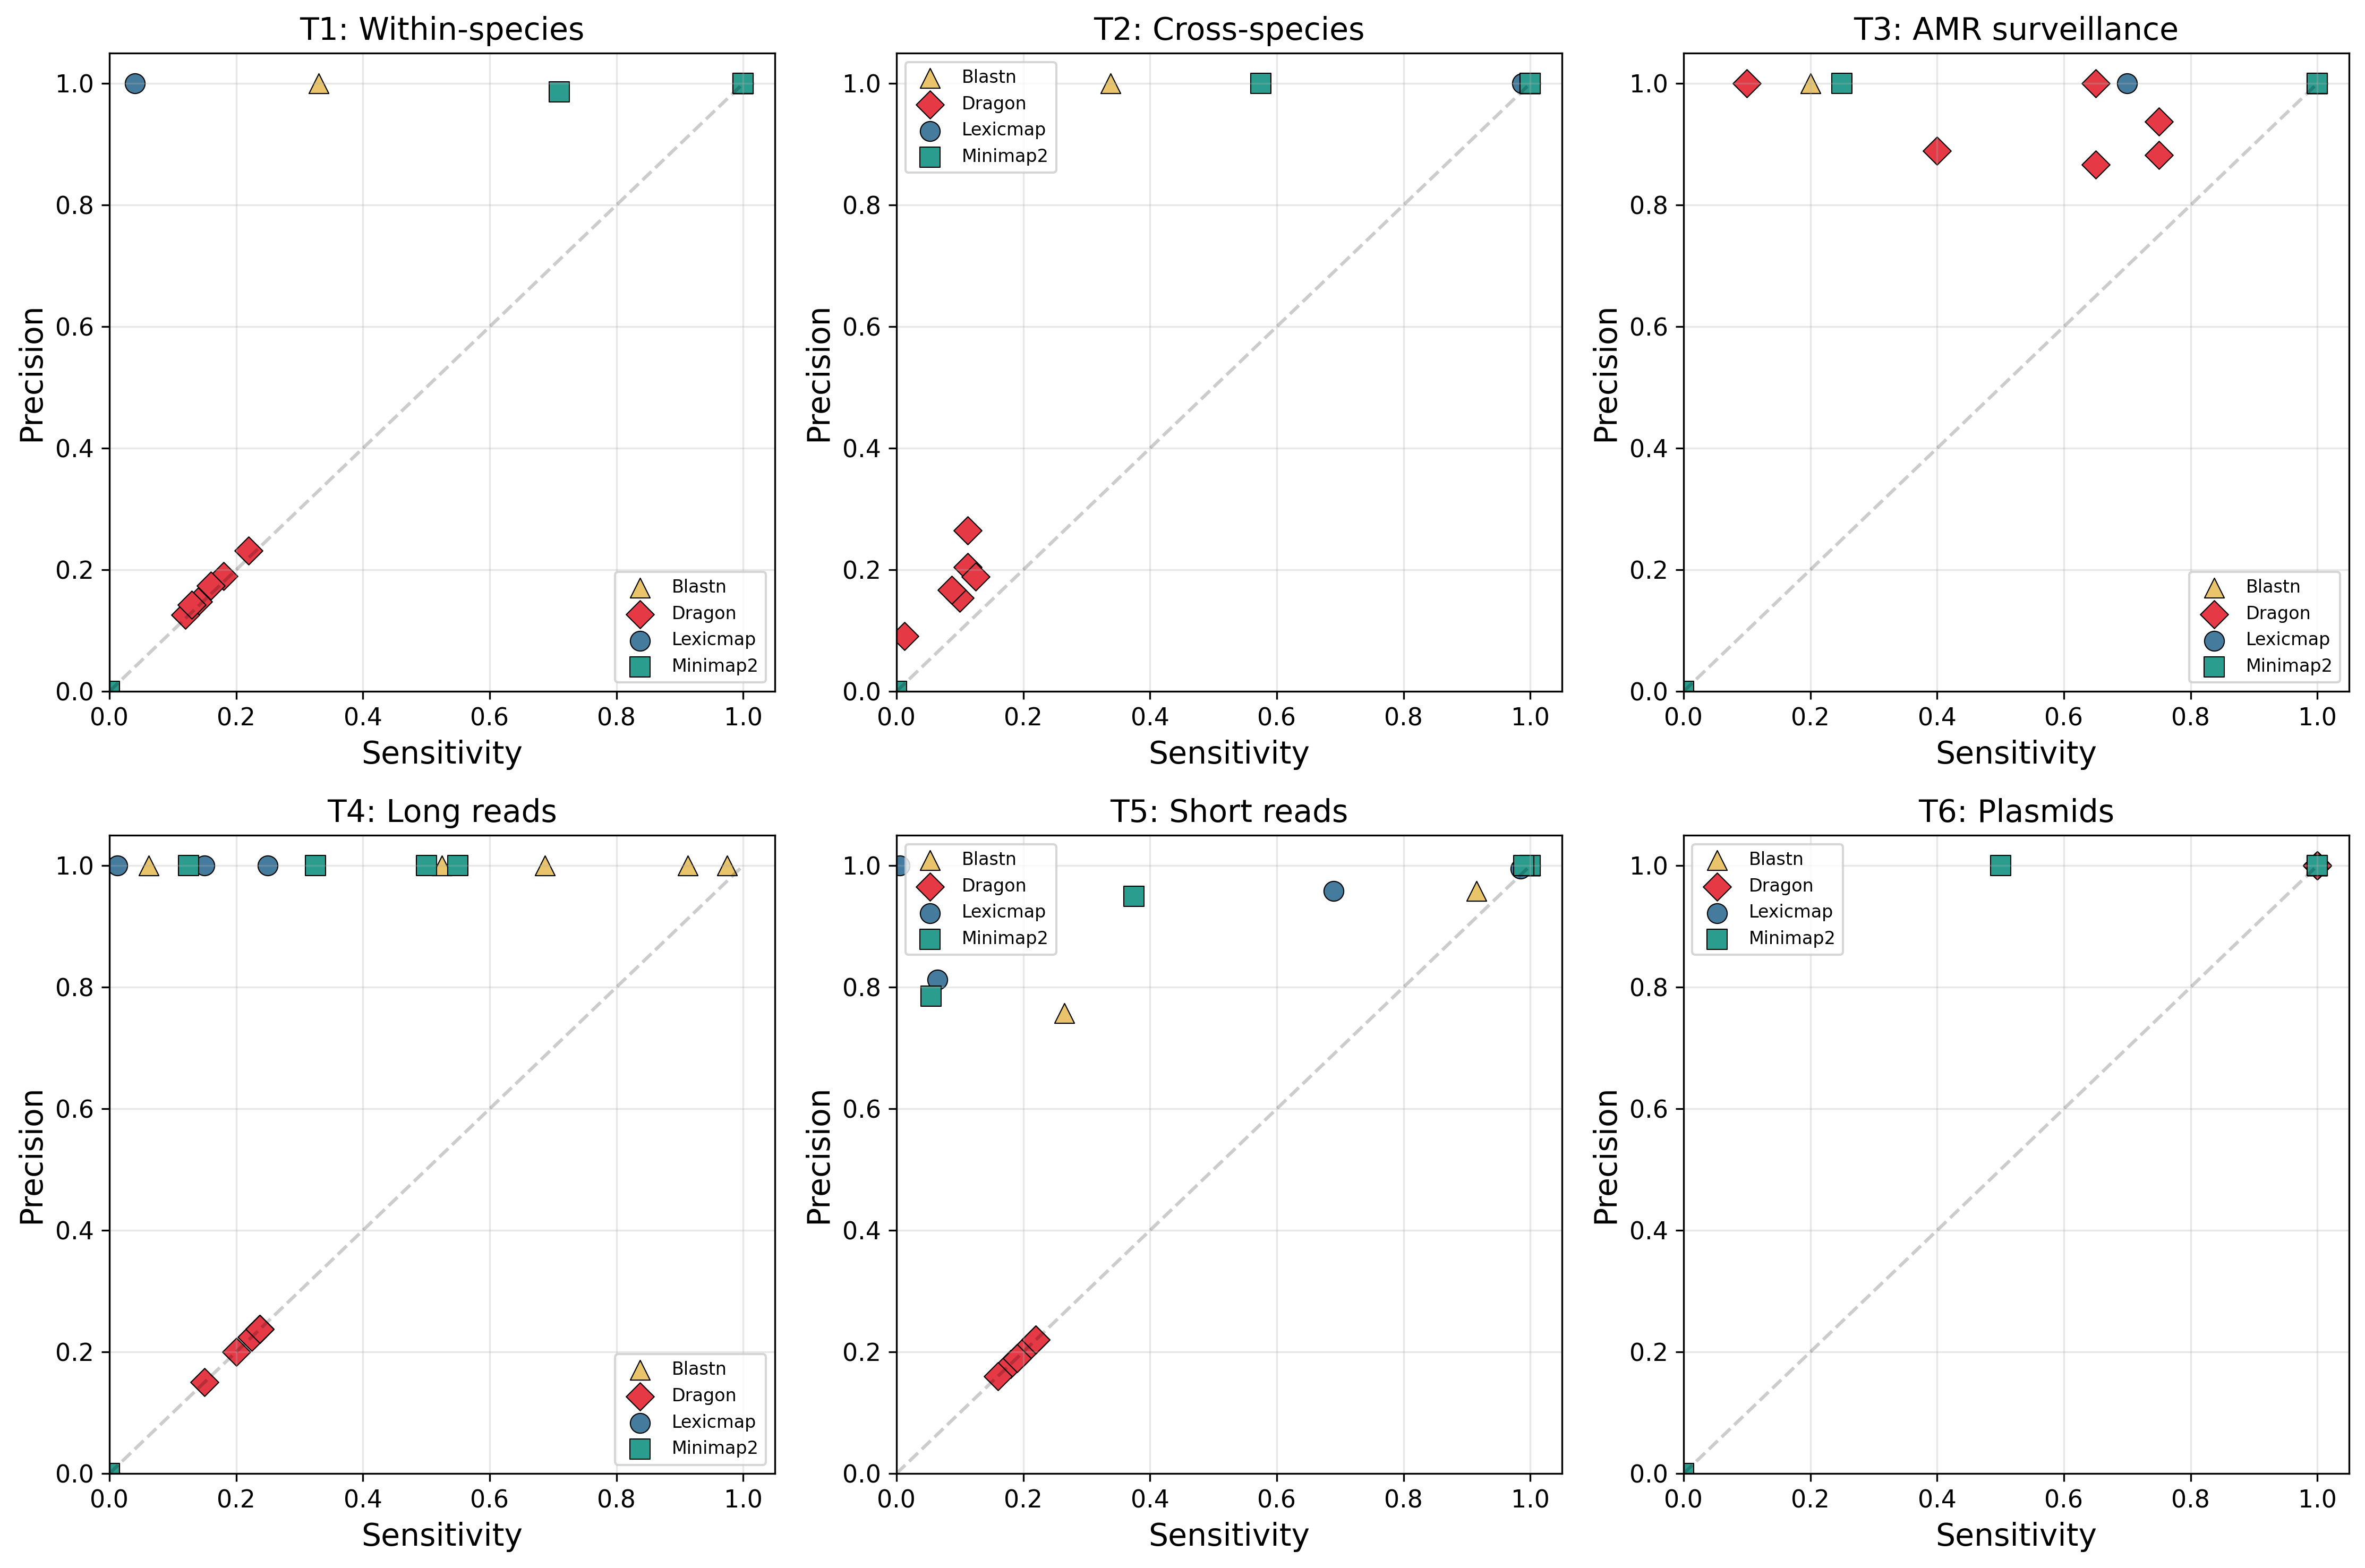 T1: Within-species
1.0
0.8
0.6
0.4
0.2
0.0
Precision
Blastn
Dragon
Lexicmap
Minimap2
0.0 0.2 0.4 0.6 0.8 1.0
Sensitivity
T2: Cross-species
1.0
0.8
0.6
0.4
0.2
0.0
Precision
Blastn
Dragon
Lexicmap
Minimap2
0.0 0.2 0.4 0.6 0.8 1.0
Sensitivity
T3: AMR surveillance
1.0
0.8
0.6
0.4
0.2
0.0
Precision
Blastn
Dragon
Lexicmap
Minimap2
0.0 0.2 0.4 0.6 0.8 1.0
Sensitivity
T4: Long reads
1.0
0.8
0.6
0.4
0.2
0.0
Precision
Blastn
Dragon
Lexicmap
Minimap2
0.0 0.2 0.4 0.6 0.8 1.0
Sensitivity
T5: Short reads
1.0
0.8
0.6
0.4
0.2
0.0
Precision
Blastn
Dragon
Lexicmap
Minimap2
0.0 0.2 0.4 0.6 0.8 1.0
Sensitivity
T6: Plasmids
1.0
0.8
0.6
0.4
0.2
0.0
Precision
Blastn
Dragon
Lexicmap
Minimap2
0.0 0.2 0.4 0.6 0.8 1.0
Sensitivity